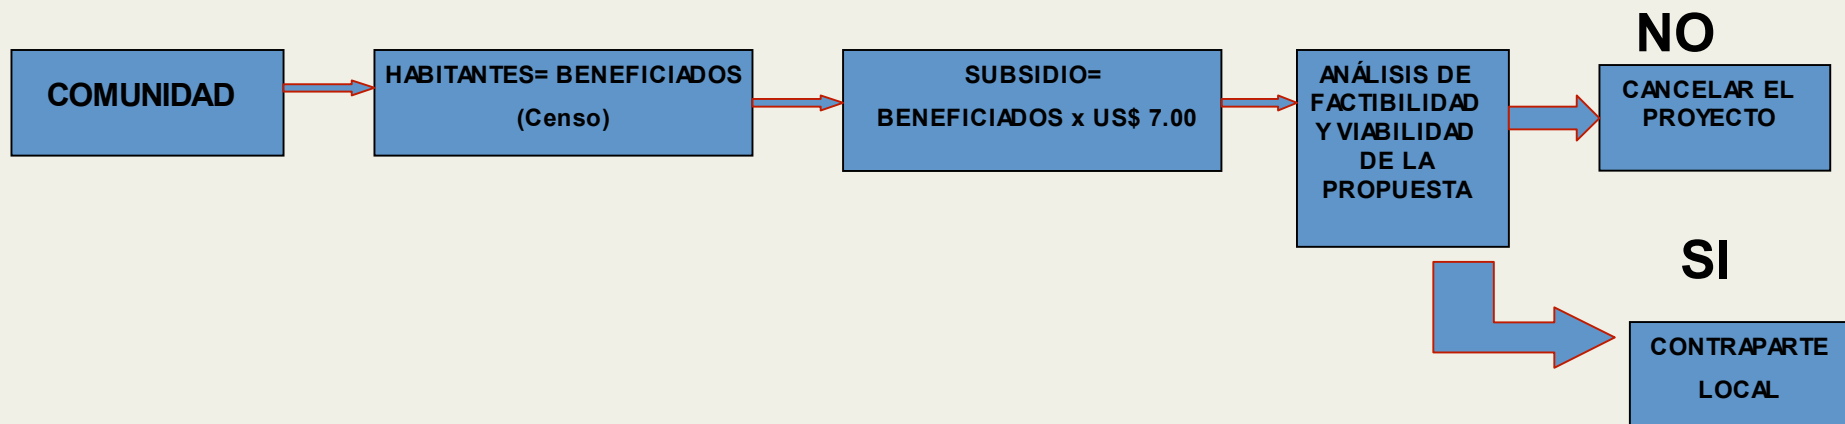 COMUNIDAD
HABITANTES= BENEFICIADOS
(Censo)
SUBSIDIO=
BENEFICIADOS x US$ 7.00
ANÁLISIS DE
FACTIBILIDAD
Y VIABILIDAD
DE LA
PROPUESTA
NO
CANCELAR EL
PROYECTO
SI
CONTRAPARTE
LOCAL